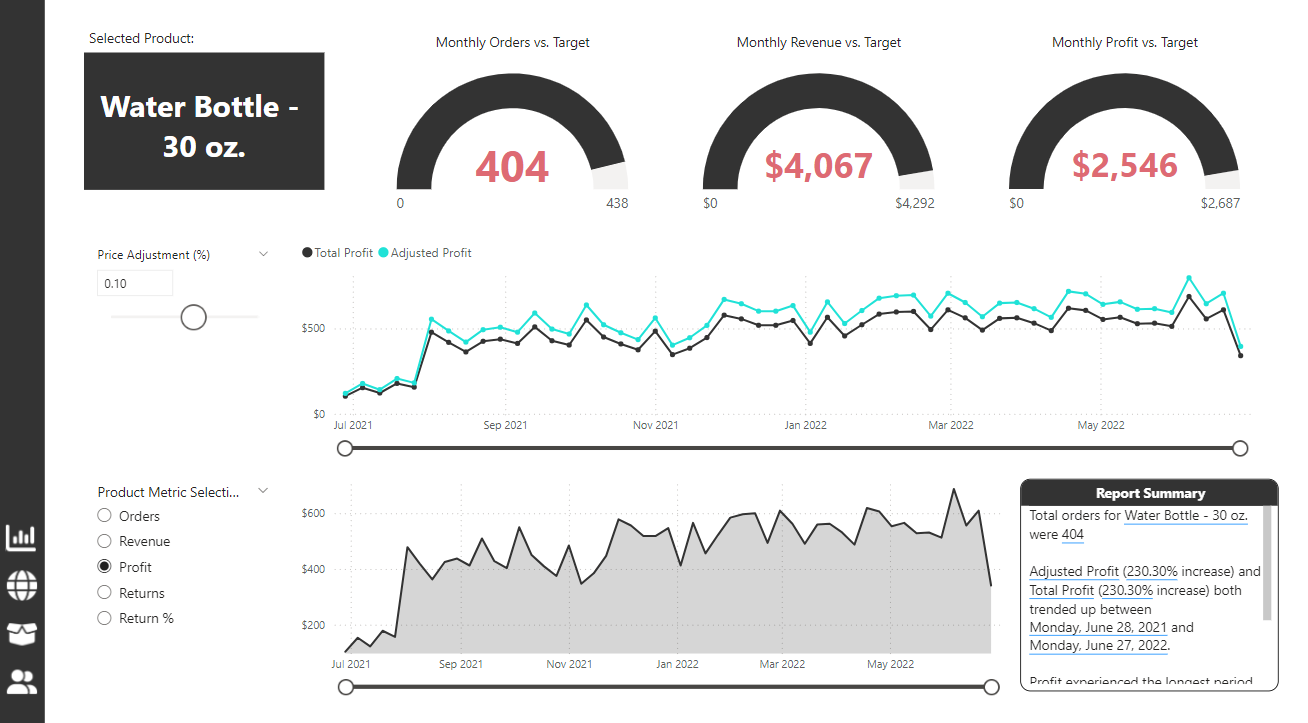 Selected Product:
Water Bottle -
30 oz.
Monthly Orders vs. Target
404
0
438
Monthly Revenue vs. Target
$4,067
$0
$4,292
Monthly Profit vs. Target
$2,546
$0
$2,687
Price Adjustment (%)
0.10
Total Profit Adjusted Profit
$500
$0
Jul 2021 Sep 2021 Nov 2021 Jan 2022 Mar 2022 May 2022
Product Metric Selecti...
Orders
Revenue
Profit
Returns
Return %
$600
$400
$200
Jul 2021 Sep 2021 Nov 2021 Jan 2022 Mar 2022 May 2022
Report Summary
Total orders for Water Bottle - 30 oz.
were 404
Adjusted Profit (230.30% increase) and
Total Profit (230.30% increase) both
trended up between
Monday, June 28, 2021 and
Monday, June 27, 2022.
Profit experienced the longest period